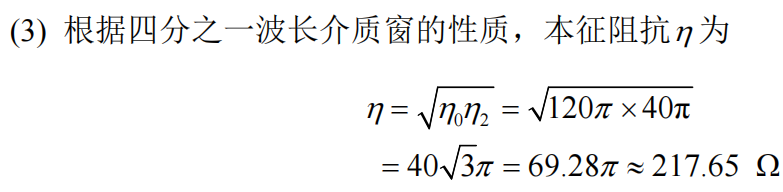 (3) 根据四分之一波长介质窗的性质，本征阻抗η为
η = √(η₀η₂) = √(120π × 40π)
= 40√3π = 69.28π ≈ 217.65 Ω